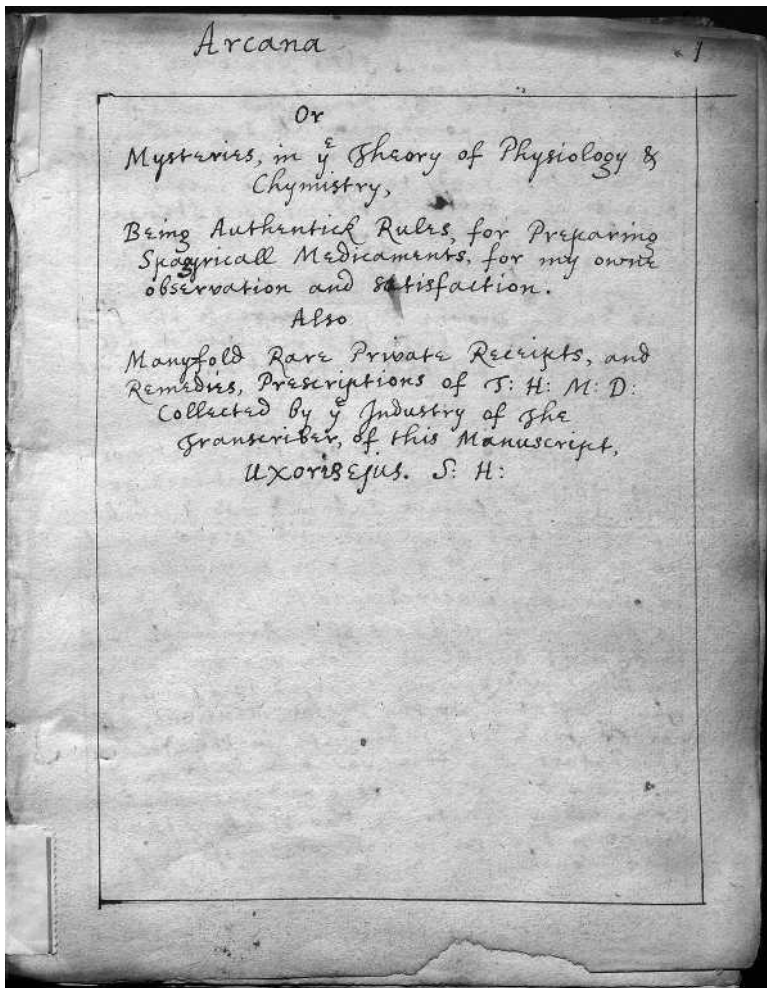 Arcana
1
Or
Mysteries, in yᵉ Theory of Physiology &
Chymistry,
Being Authentick Rules, for Preparing
Spagyricall Medicaments, for my owne
observation and satisfaction.
Also
Manyfold Rare Private Receipts, and
Remedies, Prescriptions of T: H: M: D:
Collected by yᵉ Industry of The
Transcriber, of this Manuscript,
Uxorisejus. S: H: